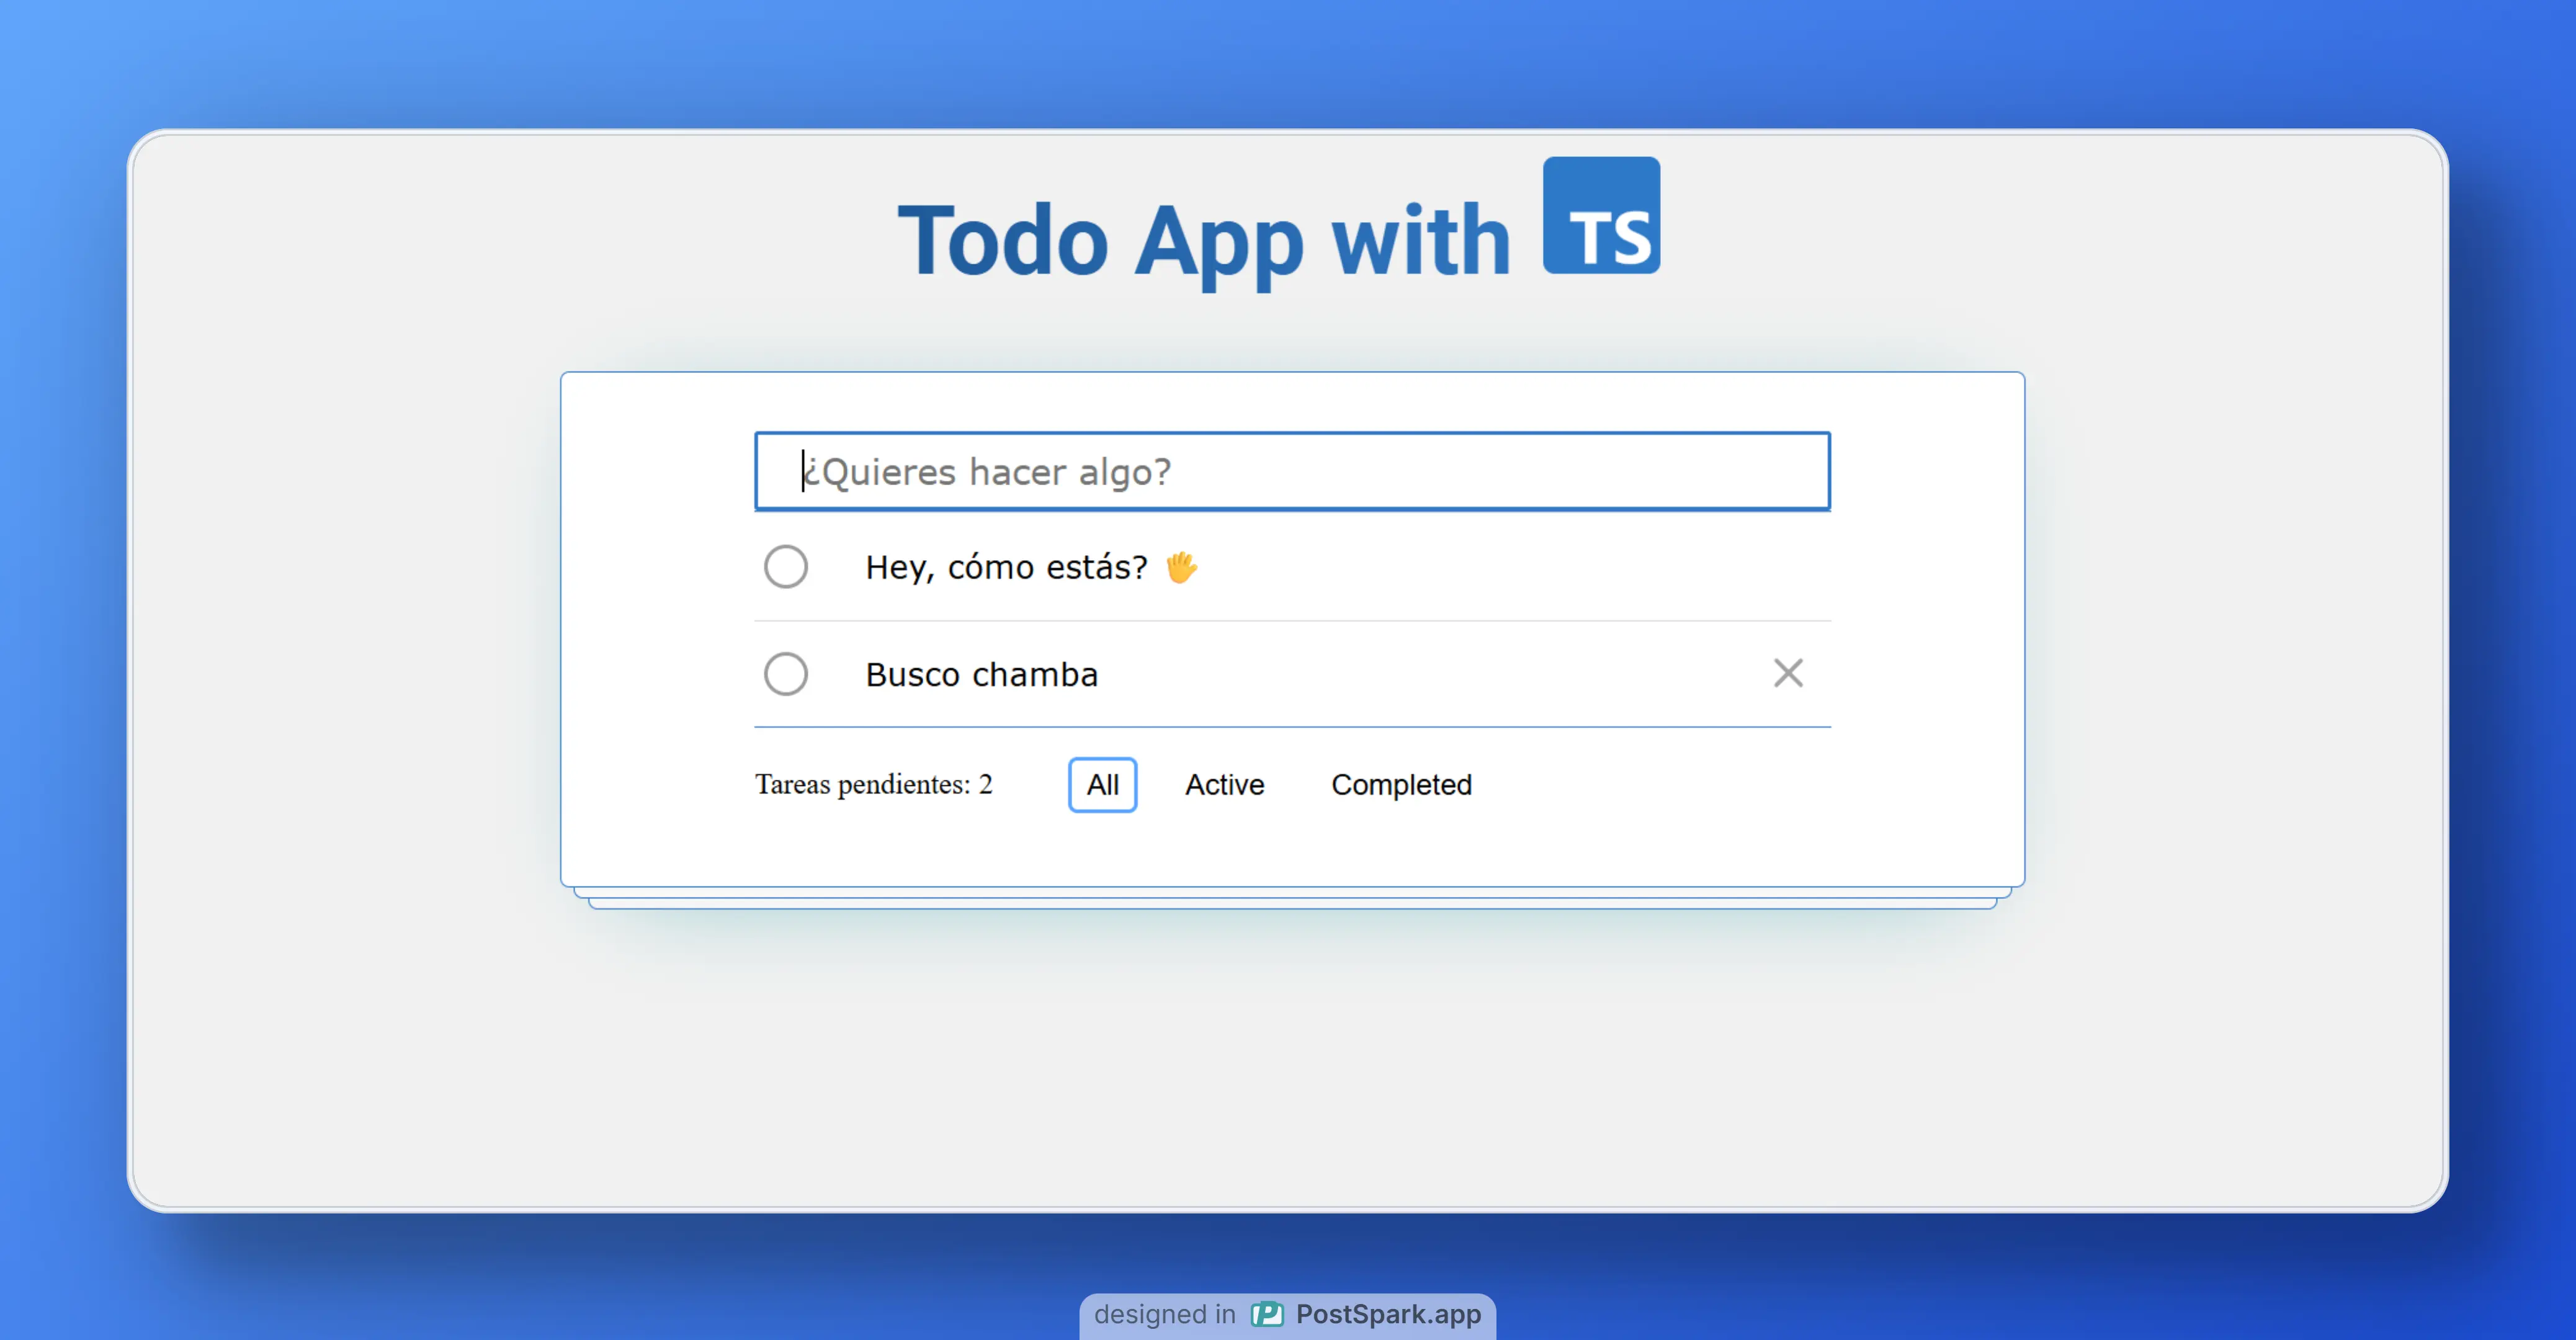 Todo App with TS
¿Quieres hacer algo?
Hey, cómo estás? 🖐
Busco chamba
Tareas pendientes: 2 All Active Completed
designed in PostSpark.app